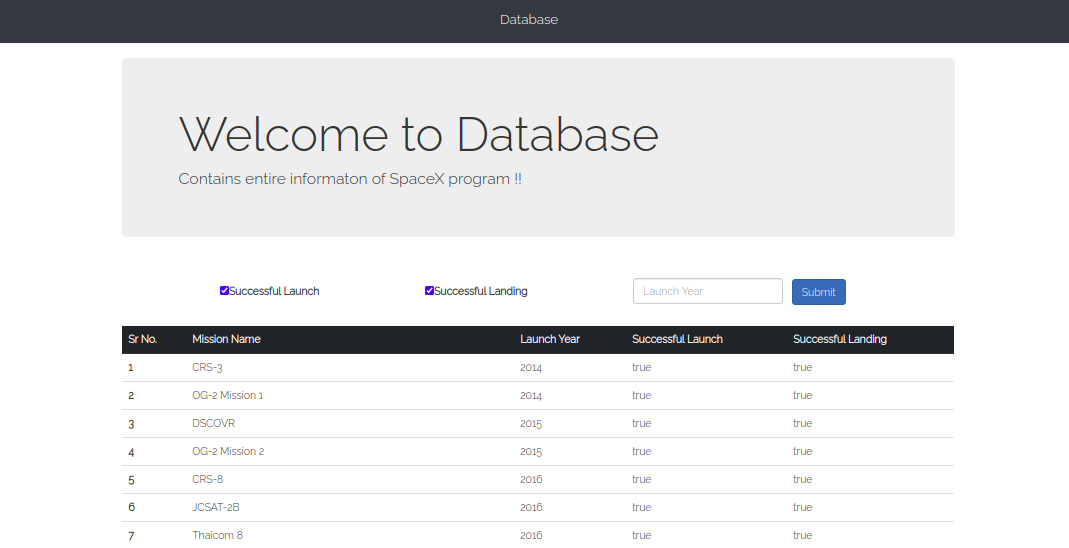 Database
Welcome to Database
Contains entire informaton of SpaceX program !!
Successful Launch Successful Landing Launch Year Submit
Sr No. Mission Name Launch Year Successful Launch Successful Landing
1 CRS-3 2014 true true
2 OG-2 Mission 1 2014 true true
3 DSCOVR 2015 true true
4 OG-2 Mission 2 2015 true true
5 CRS-8 2016 true true
6 JCSAT-2B 2016 true true
7 Thaicom 8 2016 true true